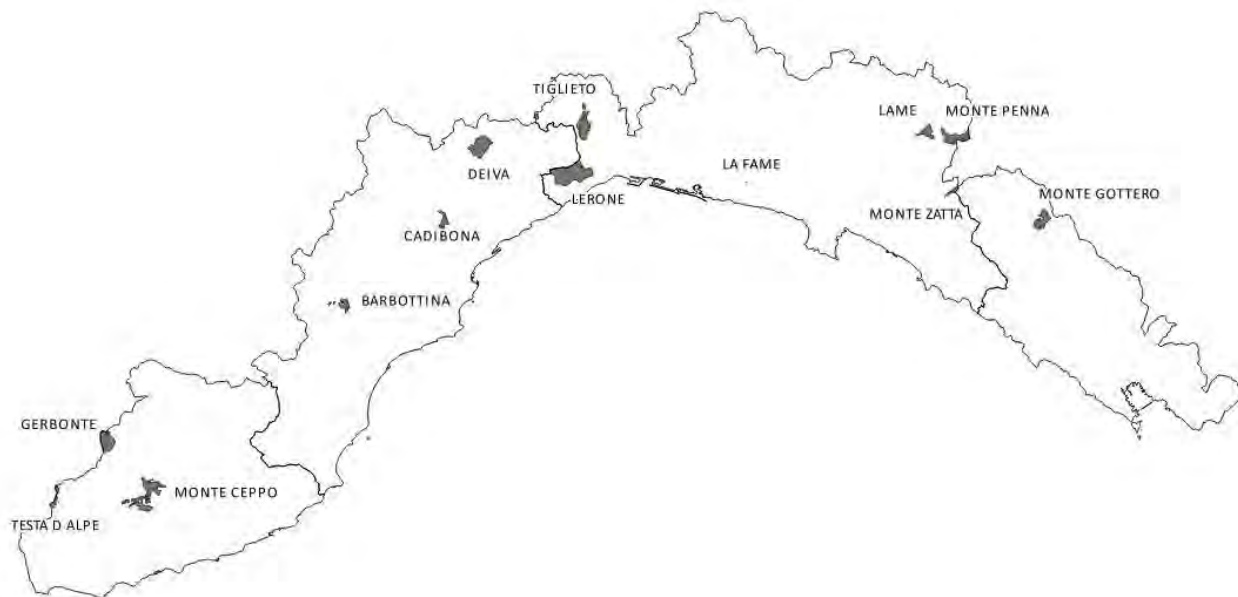 TIGLIETO
LAME
MONTE PENNA
LA FAME
DEIVA
LERONE
MONTE GOTTERO
MONTE ZATTA
CADIBONA
BARBOTTINA
GERBONTE
MONTE CEPPO
TESTA D ALPE